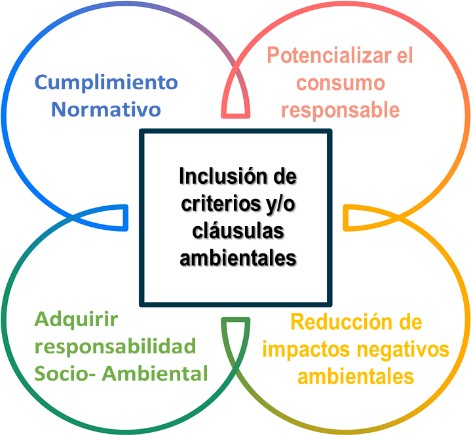 Cumplimiento
Normativo
Potencializar el
consumo
responsable
Inclusión de
criterios y/o
cláusulas
ambientales
Adquirir
responsabilidad
Socio- Ambiental
Reducción de
impactos negativos
ambientales